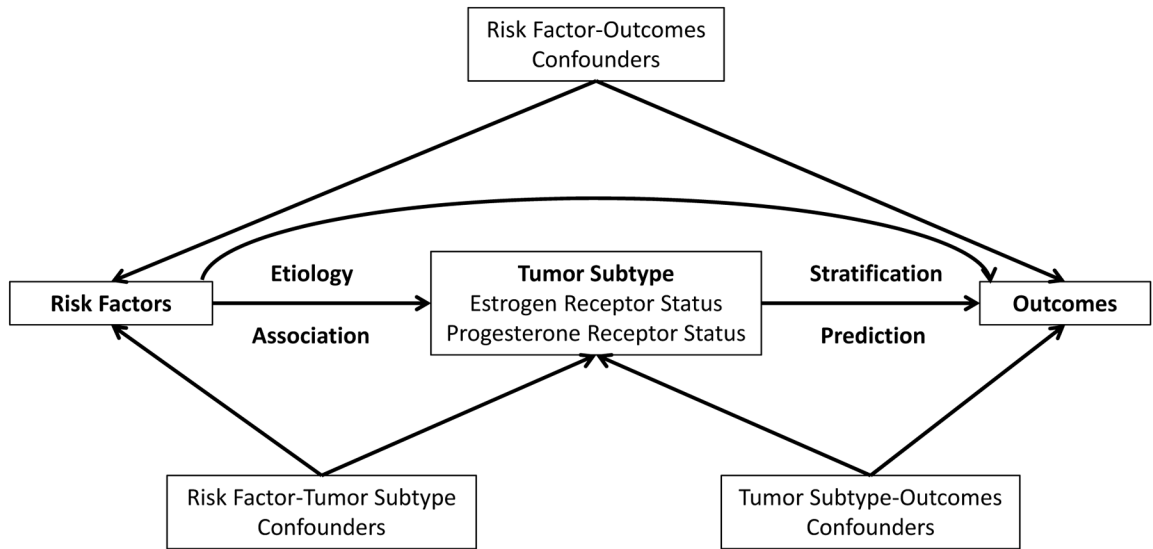 Risk Factor-Outcomes
Confounders
Etiology
Tumor Subtype
Stratification
Risk Factors
Estrogen Receptor Status
Outcomes
Association
Progesterone Receptor Status
Prediction
Risk Factor-Tumor Subtype
Confounders
Tumor Subtype-Outcomes
Confounders